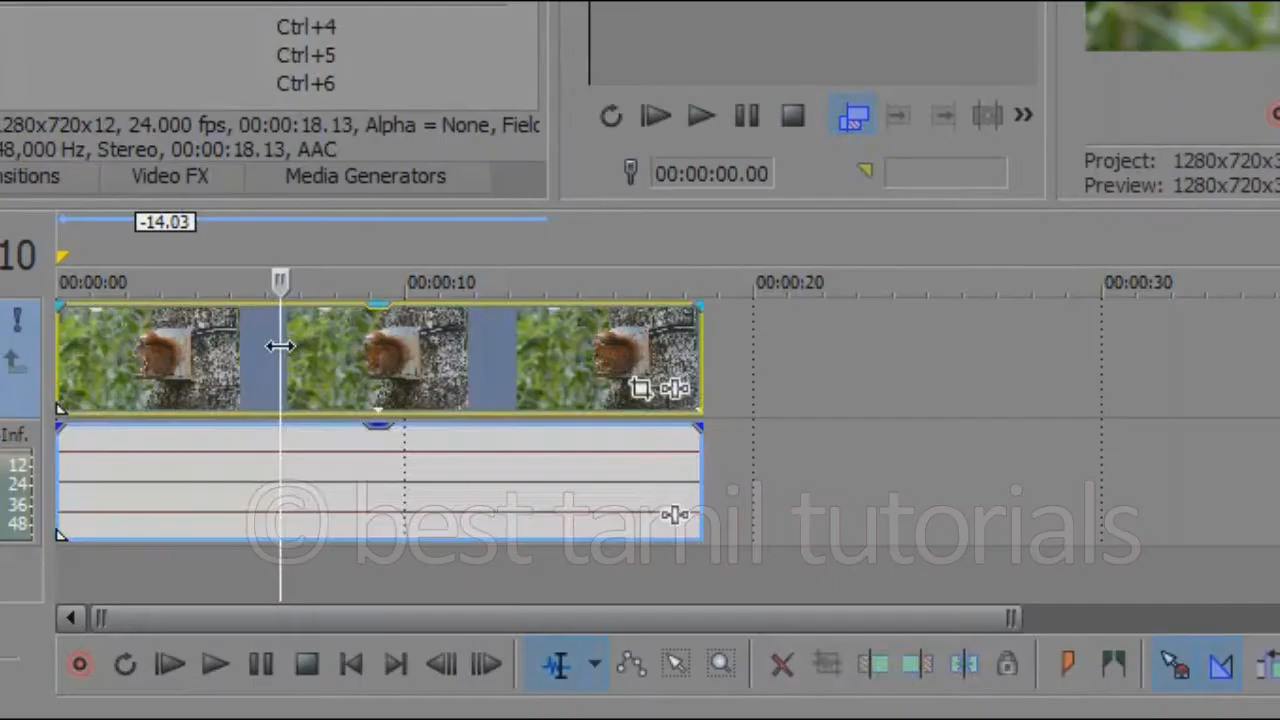 Ctrl+4
Ctrl+5
Ctrl+6
1280x720x12, 24.000 fps, 00:00:18.13, Alpha = None, Field
48,000 Hz, Stereo, 00:00:18.13, AAC
nsitions Video FX Media Generators
00:00:00.00
Project: 1280x720x3
Preview: 1280x720x3
-14.03
10
00:00:00 00:00:10 00:00:20 00:00:30
-Inf.
12
24
36
48
© best tamil tutorials